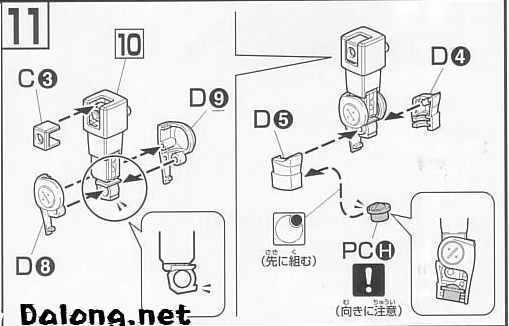 11
10
C❸
D❾
D❽
D❹
D❺
さき く
(先に組む)
PCⒽ
!
む ちゅうい
(向きに注意)
Dalong.net